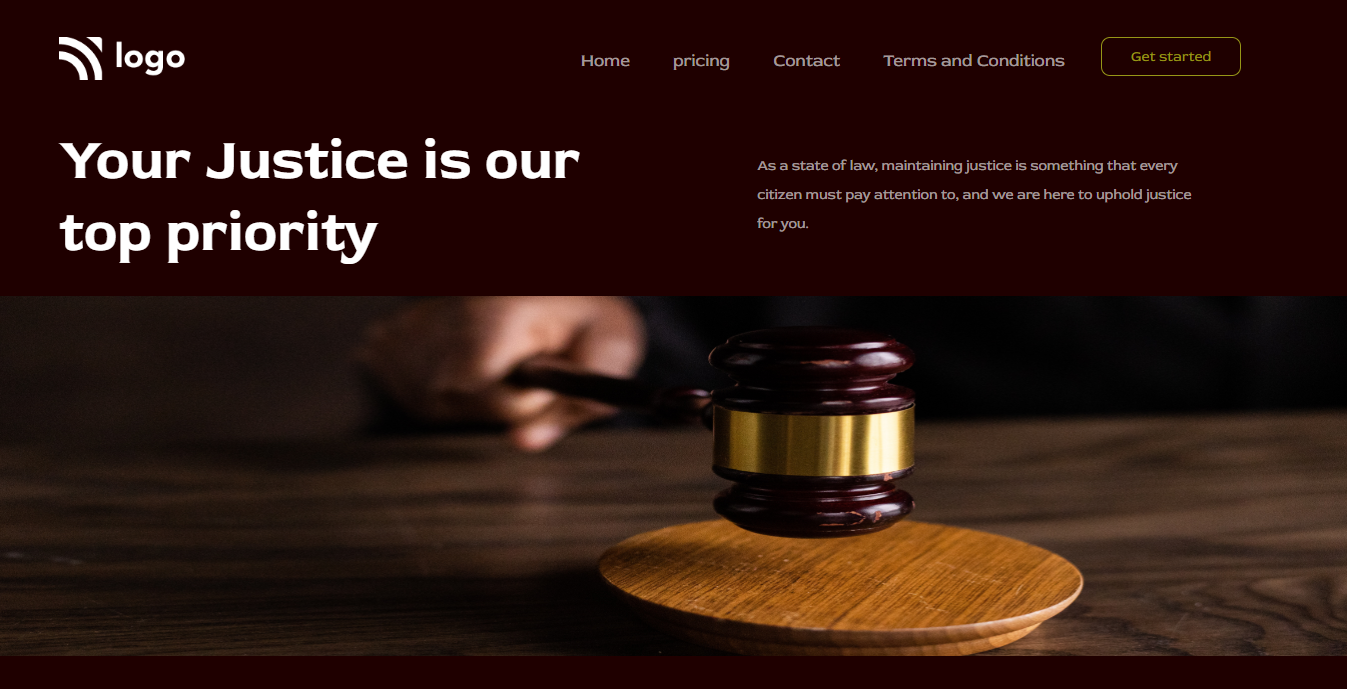 logo
Home pricing Contact Terms and Conditions Get started
Your Justice is our
top priority
As a state of law, maintaining justice is something that every
citizen must pay attention to, and we are here to uphold justice
for you.